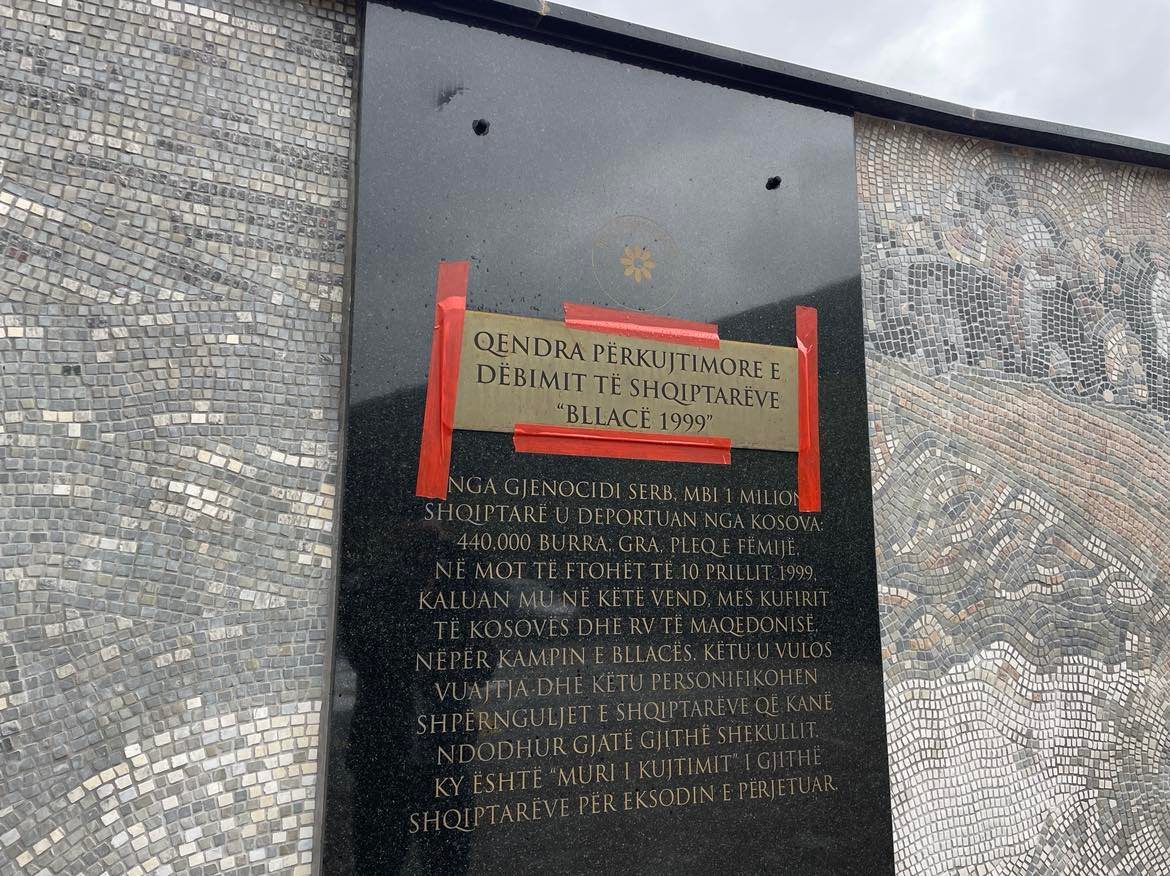 QENDRA PËRKUJTIMORE E
DËBIMIT TË SHQIPTARËVE
“BLLACË 1999”
NGA GJENOCIDI SERB, MBI 1 MILION
SHQIPTARË U DEPORTUAN NGA KOSOVA:
440.000 BURRA, GRA, PLEQ E FËMIJË,
NË MOT TË FTOHËT TË 10 PRILLIT 1999,
KALUAN MU NË KËTË VEND, MES KUFIRIT
TË KOSOVËS DHE RV TË MAQEDONISË,
NËPËR KAMPIN E BLLACËS. KËTU U VULOS
VUAJTJA DHE KËTU PERSONIFIKOHEN
SHPËRNGULJET E SHQIPTARËVE QË KANË
NDODHUR GJATË GJITHË SHEKULLIT.
KY ËSHTË “MURI I KUJTIMIT” I GJITHË
SHQIPTARËVE PËR EKSODIN E PËRJETUAR.